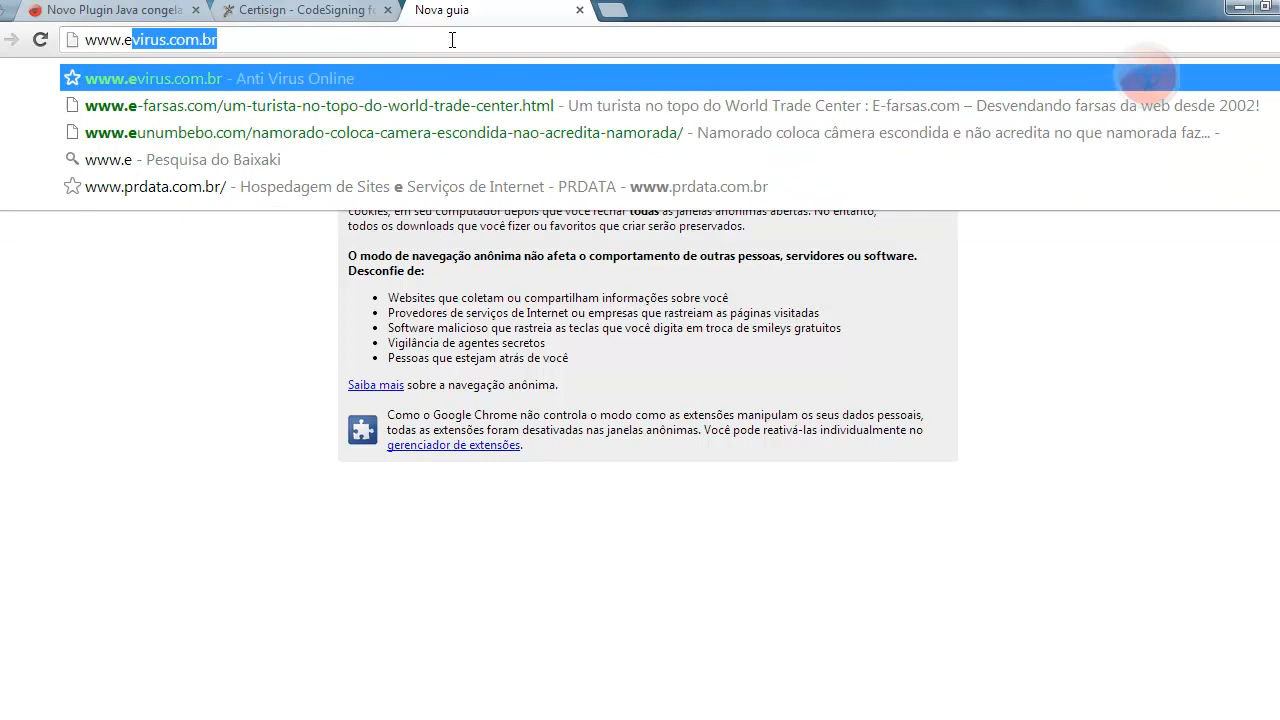 Novo Plugin Java congela
Certisign - CodeSigning fo
Nova guia
www.evirus.com.br
www.evirus.com.br - Anti Virus Online
www.e-farsas.com/um-turista-no-topo-do-world-trade-center.html - Um turista no topo do World Trade Center : E-farsas.com – Desvendando farsas da web desde 2002!
www.eunumbebo.com/namorado-coloca-camera-escondida-nao-acredita-namorada/ - Namorado coloca câmera escondida e não acredita no que namorada faz... -
www.e - Pesquisa do Baixaki
www.prdata.com.br/ - Hospedagem de Sites e Serviços de Internet - PRDATA - www.prdata.com.br
cookies, em seu computador depois que você fechar todas as janelas anônimas abertas. No entanto,
todos os downloads que você fizer ou favoritos que criar serão preservados.
O modo de navegação anônima não afeta o comportamento de outras pessoas, servidores ou software.
Desconfie de:
• Websites que coletam ou compartilham informações sobre você
• Provedores de serviços de Internet ou empresas que rastreiam as páginas visitadas
• Software malicioso que rastreia as teclas que você digita em troca de smileys gratuitos
• Vigilância de agentes secretos
• Pessoas que estejam atrás de você
Saiba mais sobre a navegação anônima.
Como o Google Chrome não controla o modo como as extensões manipulam os seus dados pessoais,
todas as extensões foram desativadas nas janelas anônimas. Você pode reativá-las individualmente no
gerenciador de extensões.